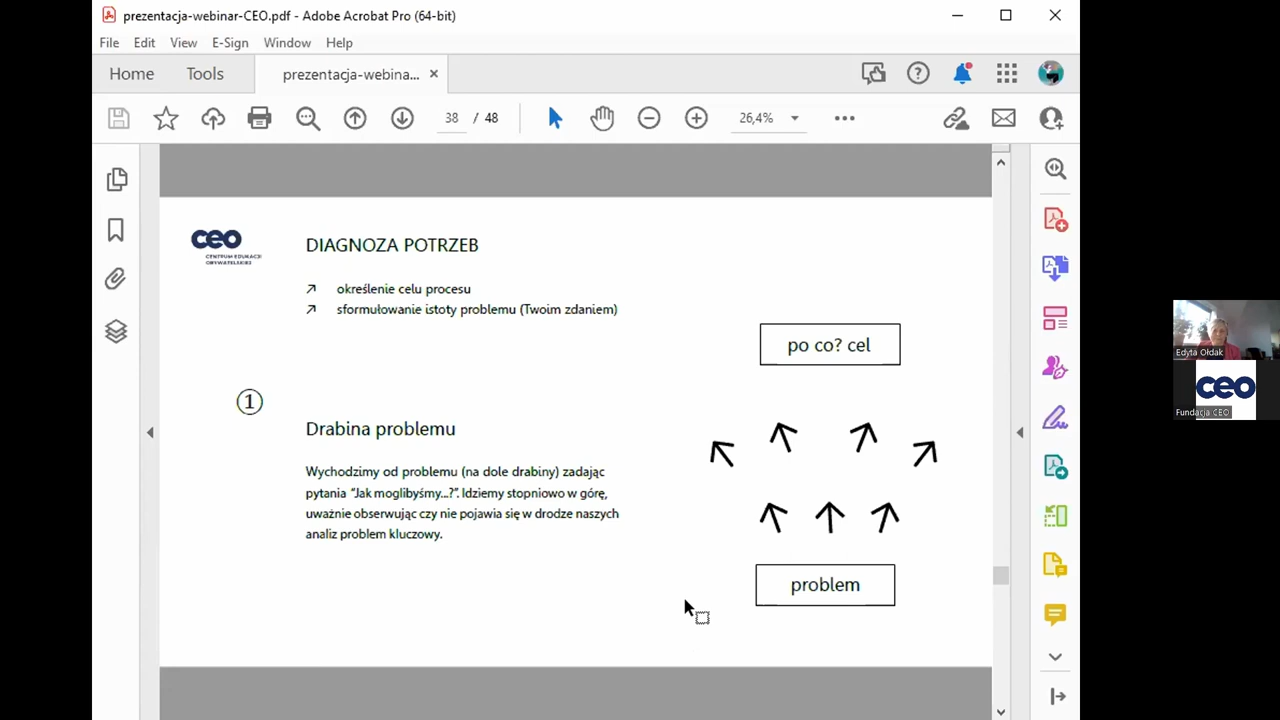 prezentacja-webinar-CEO.pdf - Adobe Acrobat Pro (64-bit)
File Edit View E-Sign Window Help
Home Tools prezentacja-webina... ×
38 / 48 26,4%
ceo
CENTRUM EDUKACJI
OBYWATELSKIEJ
DIAGNOZA POTRZEB
określenie celu procesu
sformułowanie istoty problemu (Twoim zdaniem)
po co? cel
1
Drabina problemu
Wychodzimy od problemu (na dole drabiny) zadając
pytania “Jak moglibyśmy...?”. Idziemy stopniowo w górę,
uważnie obserwując czy nie pojawia się w drodze naszych
analiz problem kluczowy.
problem
Edyta Ołdak
ceo
Fundacja CEO